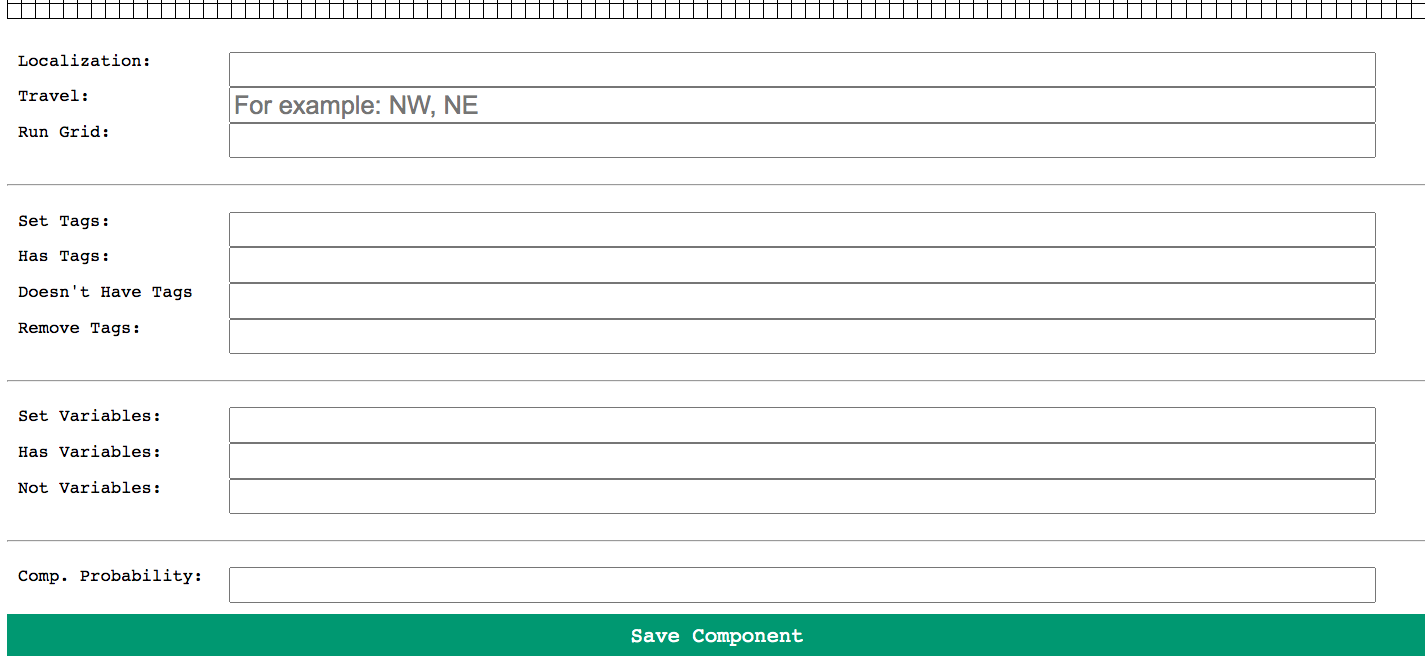 Localization:
Travel: For example: NW, NE
Run Grid:
Set Tags:
Has Tags:
Doesn't Have Tags
Remove Tags:
Set Variables:
Has Variables:
Not Variables:
Comp. Probability:
Save Component